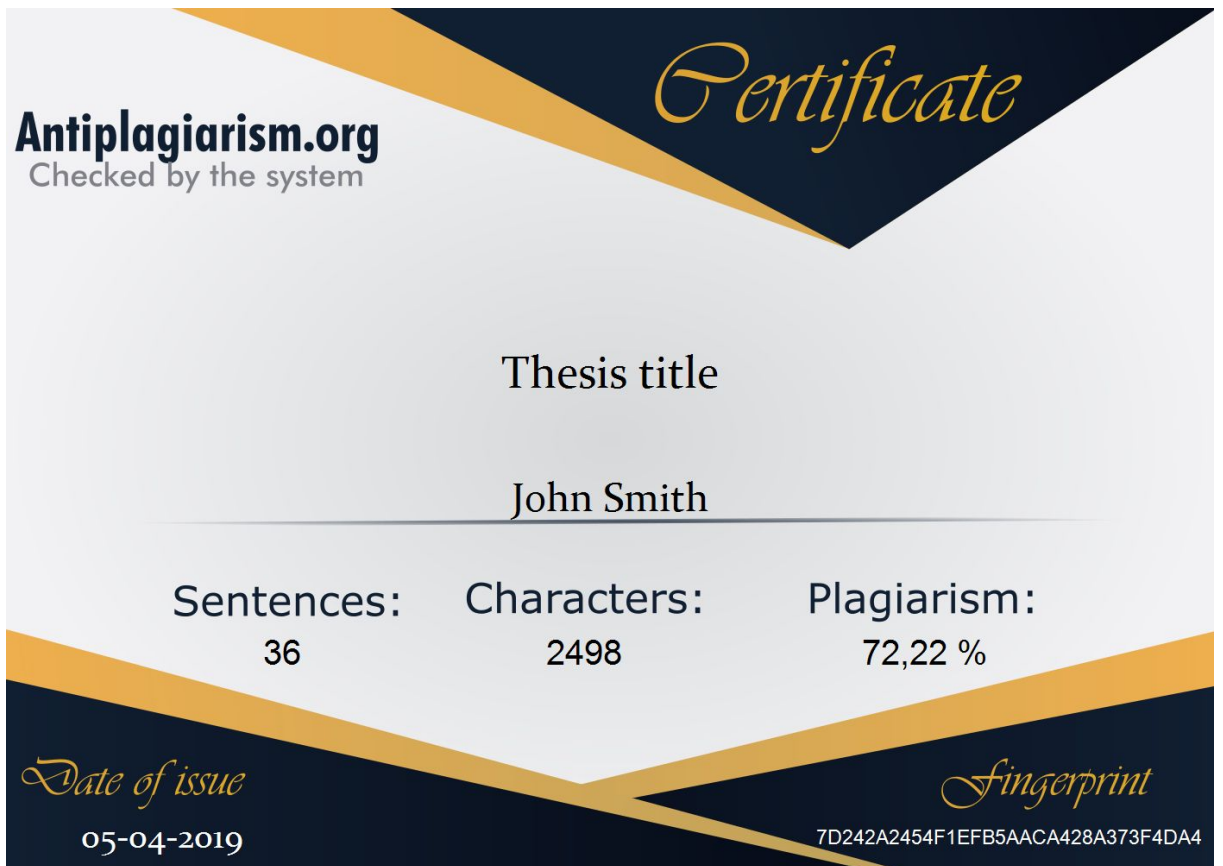 Certificate
Antiplagiarism.org
Checked by the system
Thesis title
John Smith
Sentences: Characters: Plagiarism:
36 2498 72,22 %
Date of issue Fingerprint
05-04-2019 7D242A2454F1EFB5AACA428A373F4DA4